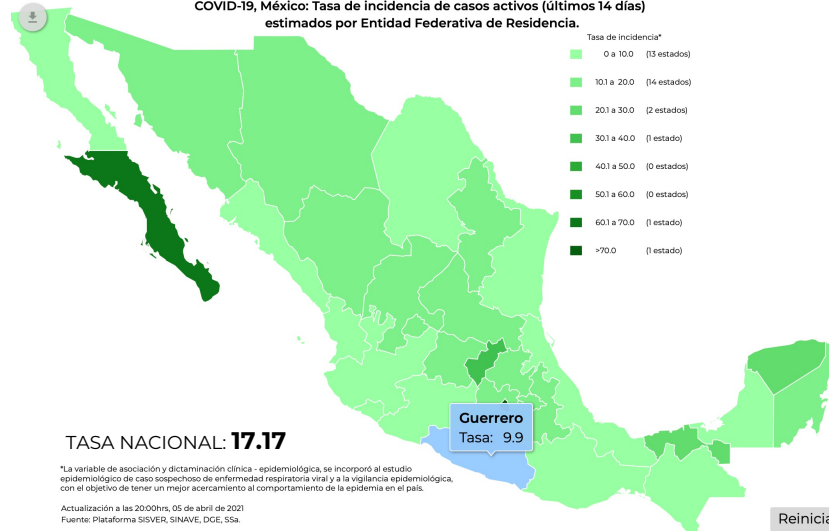 COVID-19, México: Tasa de incidencia de casos activos (últimos 14 días)
estimados por Entidad Federativa de Residencia.
Tasa de incidencia*
0 a 10.0 (13 estados)
10.1 a 20.0 (14 estados)
20.1 a 30.0 (2 estados)
30.1 a 40.0 (1 estado)
40.1 a 50.0 (0 estados)
50.1 a 60.0 (0 estados)
60.1 a 70.0 (1 estado)
>70.0 (1 estado)
Guerrero
Tasa: 9.9
TASA NACIONAL: 17.17
*La variable de asociación y dictaminación clínica - epidemiológica, se incorporó al estudio
epidemiológico de caso sospechoso de enfermedad respiratoria viral y a la vigilancia epidemiológica,
con el objetivo de tener un mejor acercamiento al comportamiento de la epidemia en el país.
Actualización a las 20:00hrs, 05 de abril de 2021
Fuente: Plataforma SISVER, SINAVE, DGE, SSa.
Reinicia